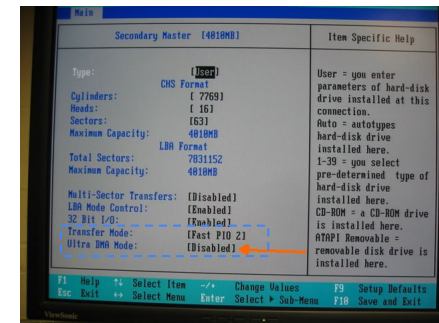 Main
Secondary Master [4010MB]
Item Specific Help
Type: [User]
CHS Format
Cylinders: [ 7769]
Heads: [ 16]
Sectors: [63]
Maximum Capacity: 4010MB
LBA Format
Total Sectors: 7831152
Maximum Capacity: 4010MB
Multi-Sector Transfers: [Disabled]
LBA Mode Control: [Enabled]
32 Bit I/O: [Enabled]
Transfer Mode: [Fast PIO 2]
Ultra DMA Mode: [Disabled]
User = you enter
parameters of hard-disk
drive installed at this
connection.
Auto = autotypes
hard-disk drive
installed here.
1-39 = you select
pre-determined type of
hard-disk drive
installed here.
CD-ROM = a CD-ROM drive
is installed here.
ATAPI Removable =
removable disk drive is
installed here.
F1 Help ↑↓ Select Item -/+ Change Values F9 Setup Defaults
Esc Exit ↔ Select Menu Enter Select ▶ Sub-Menu F10 Save and Exit
ViewSonic